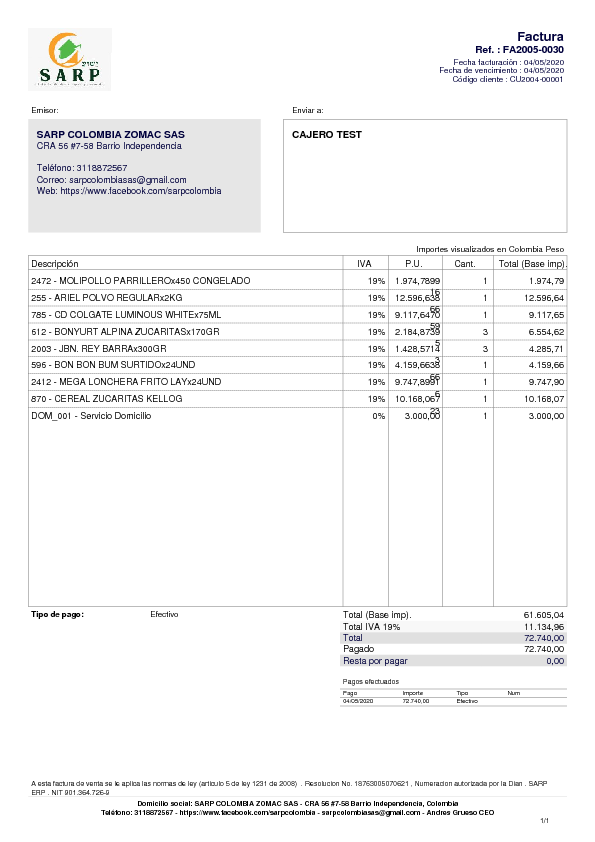 SARP
Factura
Ref. : FA2005-0030
Fecha facturación : 04/05/2020
Fecha de vencimiento : 04/05/2020
Código cliente : CU2004-00001
Emisor:
Enviar a:
SARP COLOMBIA ZOMAC SAS
CRA 56 #7-58 Barrio Independencia
Teléfono: 3118872567
Correo: sarpcolombiasas@gmail.com
Web: https://www.facebook.com/sarpcolombia
CAJERO TEST
Importes visualizados en Colombia Peso
Descripción IVA P.U. Cant. Total (Base imp).
2472 - MOLIPOLLO PARRILLEROx450 CONGELADO 19% 1.974,7899 1 1.974,79
16
255 - ARIEL POLVO REGULARx2KG 19% 12.596,638 1 12.596,64
66
785 - CD COLGATE LUMINOUS WHITEx75ML 19% 9.117,6470 1 9.117,65
59
612 - BONYURT ALPINA ZUCARITASx170GR 19% 2.184,8739 3 6.554,62
5
2003 - JBN. REY BARRAx300GR 19% 1.428,5714 3 4.285,71
3
596 - BON BON BUM SURTIDOx24UND 19% 4.159,6638 1 4.159,66
66
2412 - MEGA LONCHERA FRITO LAYx24UND 19% 9.747,8991 1 9.747,90
6
870 - CEREAL ZUCARITAS KELLOG 19% 10.168,067 1 10.168,07
23
DOM_001 - Servicio Domicilio 0% 3.000,00 1 3.000,00
Tipo de pago: Efectivo
Total (Base imp). 61.605,04
Total IVA 19% 11.134,96
Total 72.740,00
Pagado 72.740,00
Resta por pagar 0,00
Pagos efectuados
Pago Importe Tipo Num
04/05/2020 72.740,00 Efectivo
A esta factura de venta se le aplica las normas de ley (articulo 5 de ley 1231 de 2008) . Resolucion No. 18763005070621 , Numeracion autorizada por la Dian . SARP
ERP . NIT 901.364.726-9
Domicilio social: SARP COLOMBIA ZOMAC SAS - CRA 56 #7-58 Barrio Independencia, Colombia
Teléfono: 3118872567 - https://www.facebook.com/sarpcolombia - sarpcolombiasas@gmail.com - Andres Grueso CEO
1/1